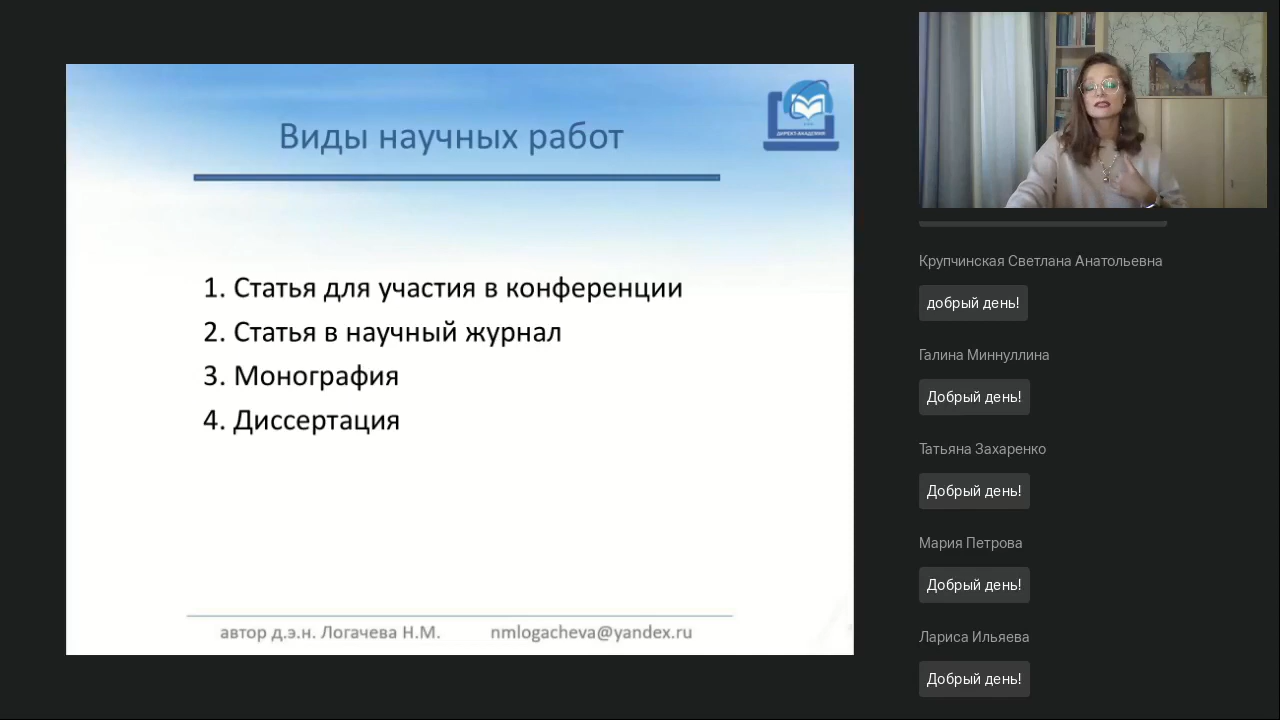 Виды научных работ
ДИРЕКТ-АКАДЕМИЯ
1. Статья для участия в конференции
2. Статья в научный журнал
3. Монография
4. Диссертация
автор д.э.н. Логачева Н.М. nmlogacheva@yandex.ru
Крупчинская Светлана Анатольевна
добрый день!
Галина Миннуллина
Добрый день!
Татьяна Захаренко
Добрый день!
Мария Петрова
Добрый день!
Лариса Ильяева
Добрый день!